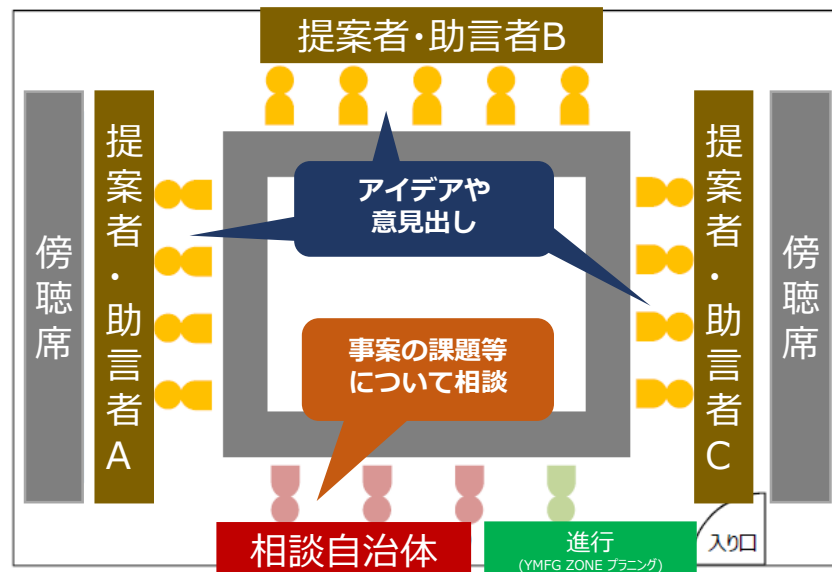 提案者・助言者B
傍聴席
提案者・助言者A
アイデアや
意見出し
提案者・助言者C
傍聴席
事案の課題等
について相談
相談自治体
進行
(YMFG ZONE プラニング)
入り口